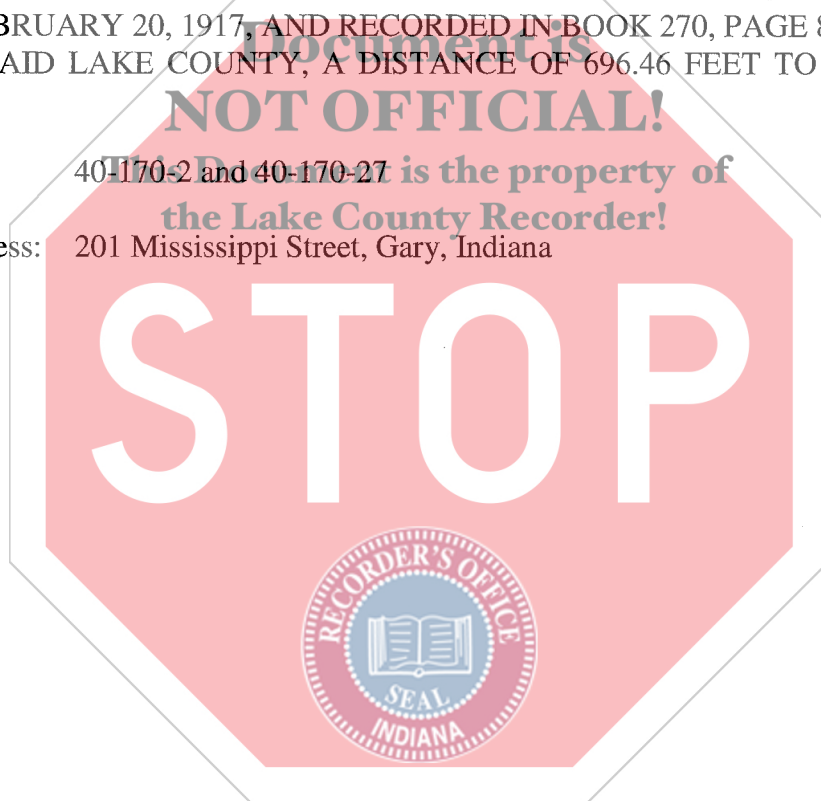 BRUARY 20, 1917, AND RECORDED IN BOOK 270, PAGE
Document is
AID LAKE COUNTY, A DISTANCE OF 696.46 FEET TO
NOT OFFICIAL!
40-170-2 and 40-170-27
This Document is the property of
the Lake County Recorder!
ess: 201 Mississippi Street, Gary, Indiana
STOP
RECORDER'S OFFICE
SEAL
INDIANA